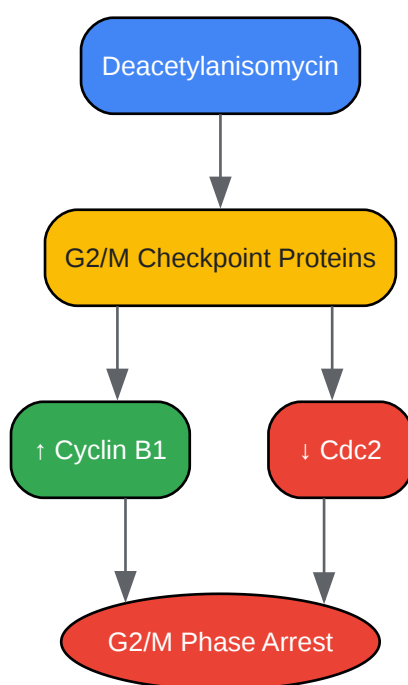 Deacetylanisomycin
G2/M Checkpoint Proteins
↑ Cyclin B1
↓ Cdc2
G2/M Phase Arrest